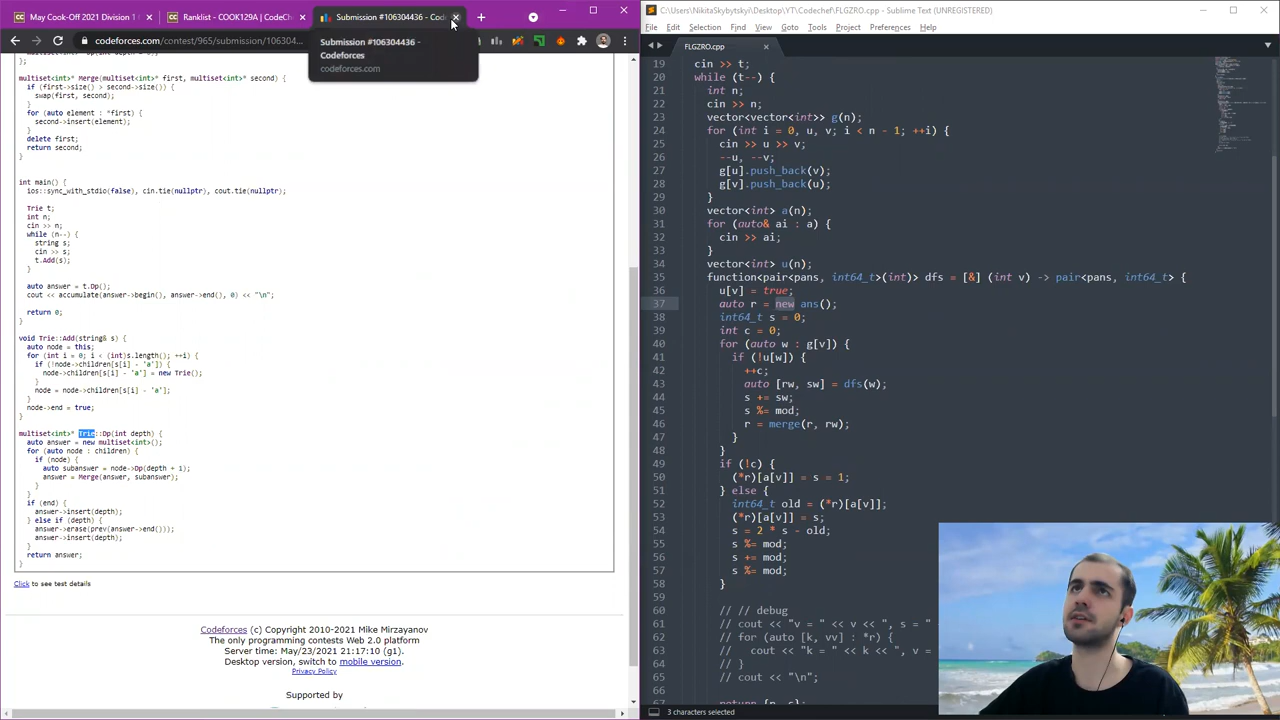 May Cook-Off 2021 Division 1
Ranklist - COOK129A | CodeCh
Submission #106304436 - Cod
codeforces.com/contest/965/submission/106304...
Submission #106304436 -
Codeforces
codeforces.com
};
multiset<int>* Merge(multiset<int>* first, multiset<int>* second) {
if (first->size() > second->size()) {
swap(first, second);
}
for (auto element : *first) {
second->insert(element);
}
delete first;
return second;
}
int main() {
ios::sync_with_stdio(false), cin.tie(nullptr), cout.tie(nullptr);
Trie t;
int n;
cin >> n;
while (n--) {
string s;
cin >> s;
t.Add(s);
}
auto answer = t.Dp();
cout << accumulate(answer->begin(), answer->end(), 0) << "\n";
return 0;
}
void Trie::Add(string& s) {
auto node = this;
for (int i = 0; i < (int)s.length(); ++i) {
if (!node->children[s[i] - 'a']) {
node->children[s[i] - 'a'] = new Trie();
}
node = node->children[s[i] - 'a'];
}
node->end = true;
}
multiset<int>* Trie::Dp(int depth) {
auto answer = new multiset<int>();
for (auto node : children) {
if (node) {
auto subanswer = node->Dp(depth + 1);
answer = Merge(answer, subanswer);
}
}
if (end) {
answer->insert(depth);
} else if (depth) {
answer->erase(prev(answer->end()));
answer->insert(depth);
}
return answer;
}
Click to see test details
Codeforces (c) Copyright 2010-2021 Mike Mirzayanov
The only programming contests Web 2.0 platform
Server time: May/23/2021 21:17:10 (g1).
Desktop version, switch to mobile version.
Privacy Policy
Supported by
C:\Users\NikitaSkybytskyi\Desktop\YT\Codechef\FLGZRO.cpp - Sublime Text (UNREGISTERED)
File Edit Selection Find View Goto Tools Project Preferences Help
FLGZRO.cpp
19 cin >> t;
20 while (t--) {
21 int n;
22 cin >> n;
23 vector<vector<int>> g(n);
24 for (int i = 0, u, v; i < n - 1; ++i) {
25 cin >> u >> v;
26 --u, --v;
27 g[u].push_back(v);
28 g[v].push_back(u);
29 }
30 vector<int> a(n);
31 for (auto& ai : a) {
32 cin >> ai;
33 }
34 vector<int> u(n);
35 function<pair<pans, int64_t>(int)> dfs = [&] (int v) -> pair<pans, int64_t> {
36 u[v] = true;
37 auto r = new ans();
38 int64_t s = 0;
39 int c = 0;
40 for (auto w : g[v]) {
41 if (!u[w]) {
42 ++c;
43 auto [rw, sw] = dfs(w);
44 s += sw;
45 s %= mod;
46 r = merge(r, rw);
47 }
48 }
49 if (!c) {
50 (*r)[a[v]] = s = 1;
51 } else {
52 int64_t old = (*r)[a[v]];
53 (*r)[a[v]] = s;
54 s = 2 * s - old;
55 s %= mod;
56 s += mod;
57 s %= mod;
58 }
59
60 // // debug
61 // cout << "v = " << v << ", s = "
62 // for (auto [k, vv] : *r) {
63 // cout << "k = " << k << ", v =
64 // }
65 // cout << "\n";
66
67
3 characters selected